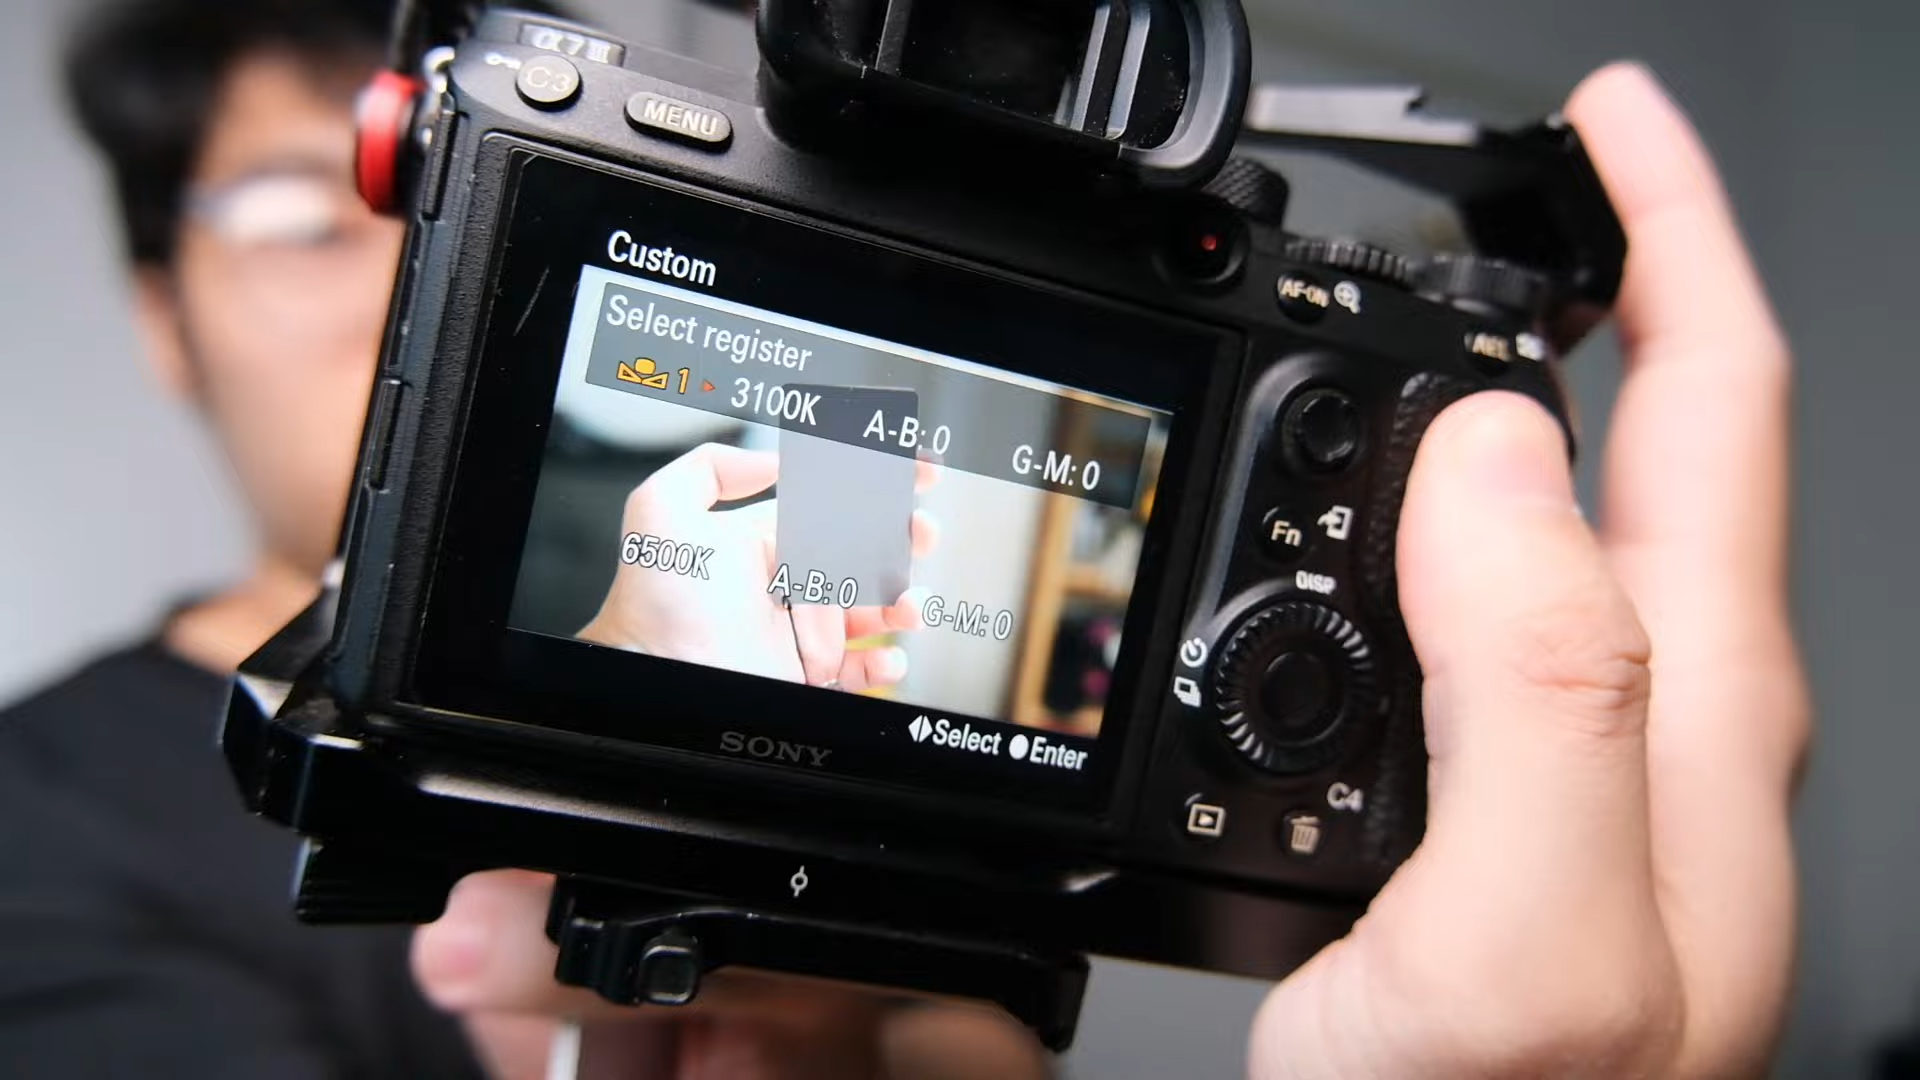 α7III
C3
MENU
Custom
Select register
1 3100K A-B: 0 G-M: 0
6500K A-B: 0 G-M: 0
Select Enter
SONY
AF-ON
AEL
Fn
DISP
C4